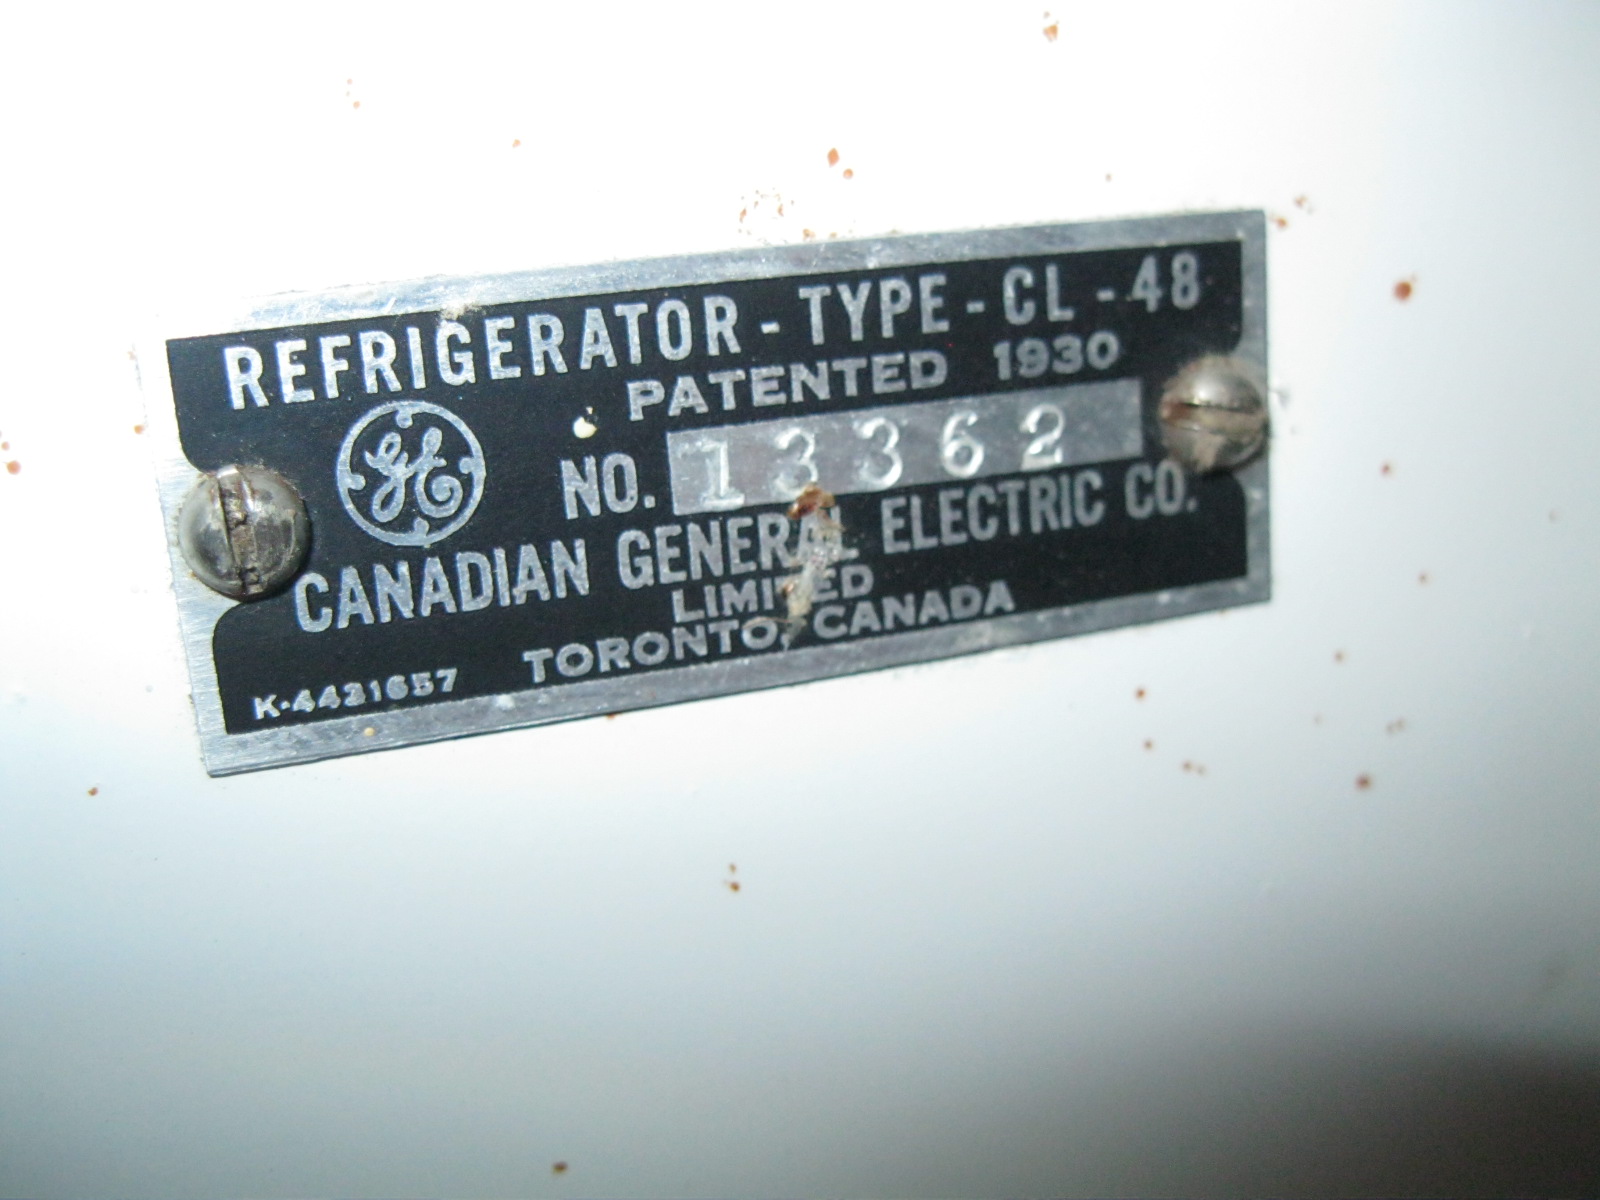 REFRIGERATOR - TYPE - CL - 48
PATENTED 1930
GE
NO. 13362
CANADIAN GENERAL ELECTRIC CO.
LIMITED
TORONTO, CANADA
K-4421657